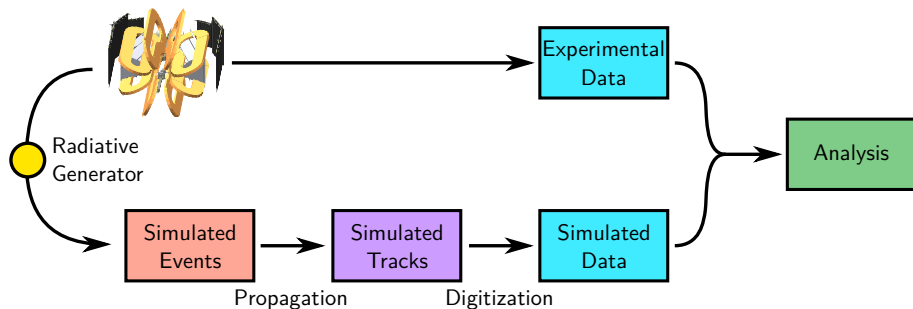 Experimental
Data
Radiative
Generator
Analysis
Simulated
Events
Simulated
Tracks
Simulated
Data
Propagation
Digitization